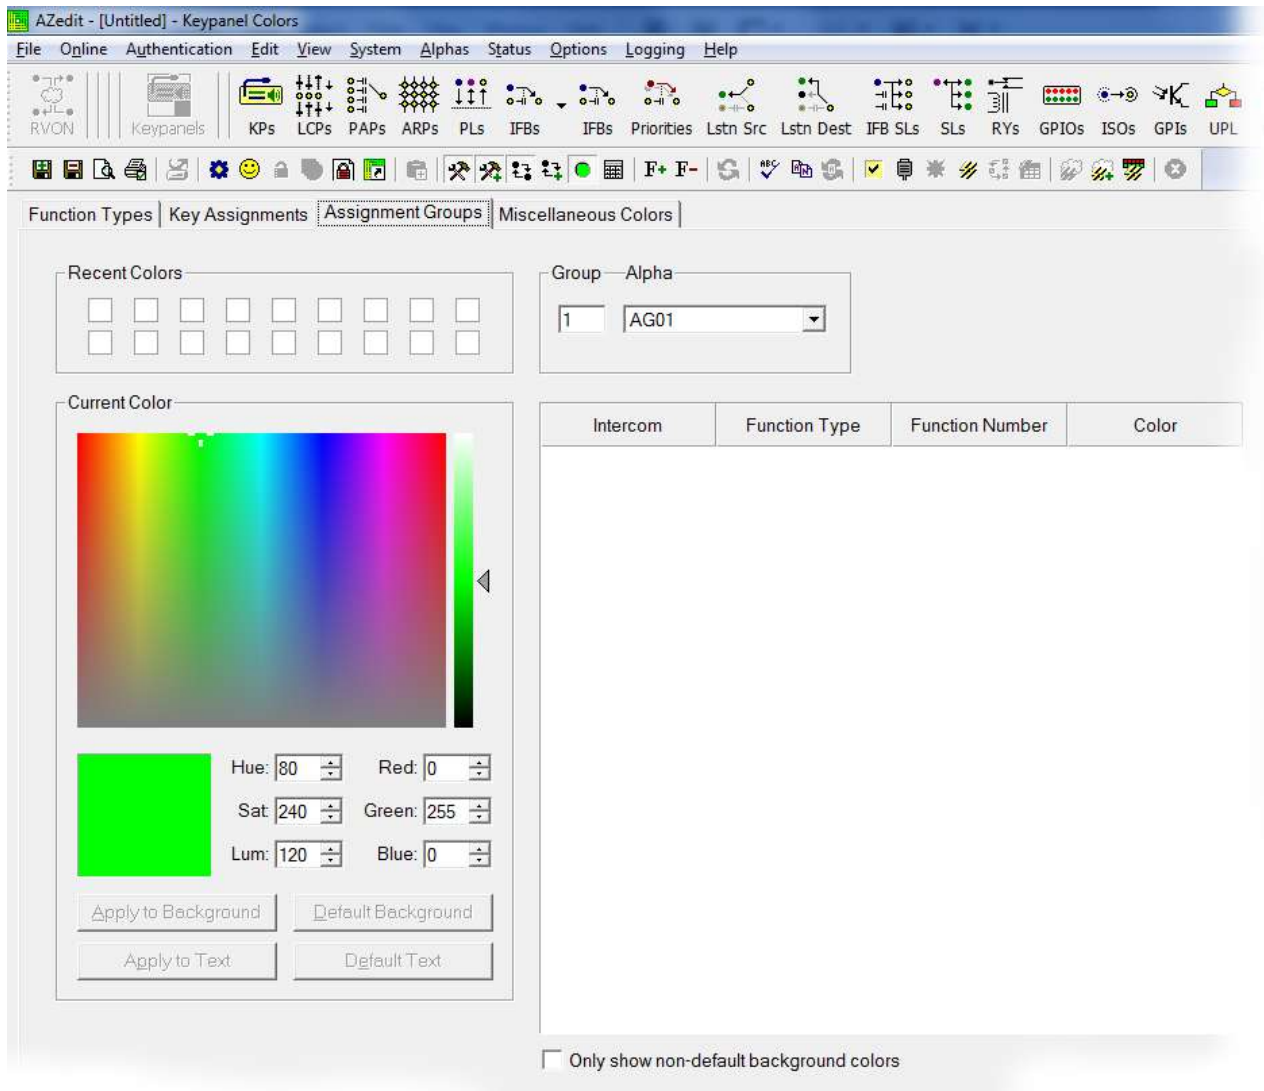 AZedit - [Untitled] - Keypanel Colors
File Online Authentication Edit View System Alphas Status Options Logging Help
RVON Keypanels KPs LCPs PAPs ARPs PLs IFBs IFBs Priorities Lstn Src Lstn Dest IFB SLs SLs RYs GPIOs ISOs GPIs UPL
F+ F-
Function Types Key Assignments Assignment Groups Miscellaneous Colors
Recent Colors
Group Alpha
1 AG01
Current Color
Intercom Function Type Function Number Color
Hue: 80 Red: 0
Sat: 240 Green: 255
Lum: 120 Blue: 0
Apply to Background Default Background
Apply to Text Default Text
Only show non-default background colors